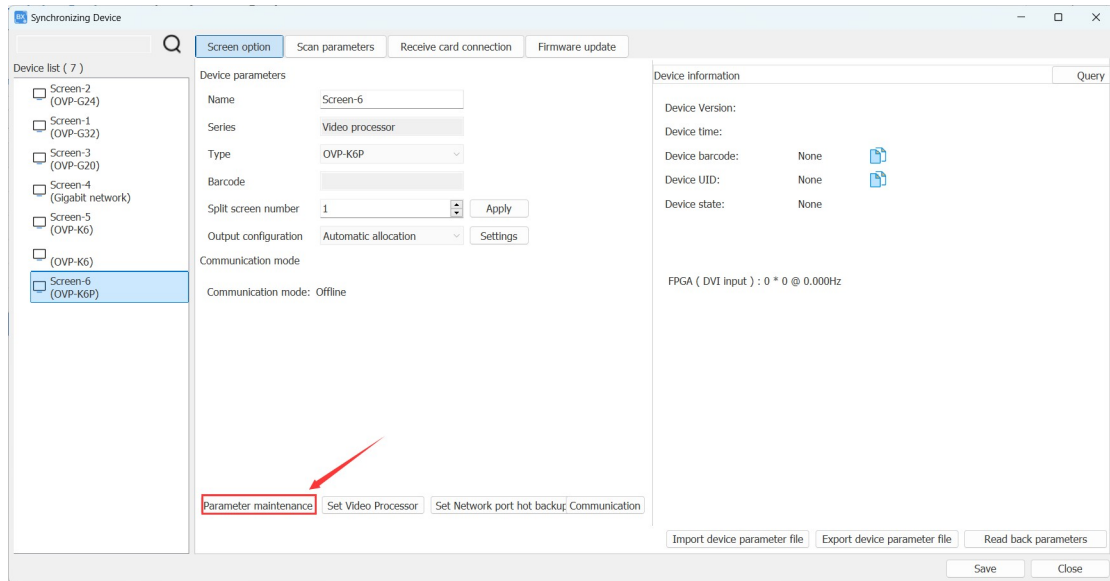 BX Synchronizing Device
Screen option Scan parameters Receive card connection Firmware update
Device list ( 7 )
Screen-2
(OVP-G24)
Screen-1
(OVP-G32)
Screen-3
(OVP-G20)
Screen-4
(Gigabit network)
Screen-5
(OVP-K6)
(OVP-K6)
Screen-6
(OVP-K6P)
Device parameters
Name Screen-6
Series Video processor
Type OVP-K6P
Barcode
Split screen number 1 Apply
Output configuration Automatic allocation Settings
Communication mode
Communication mode: Offline
Parameter maintenance Set Video Processor Set Network port hot backup Communication
Device information Query
Device Version:
Device time:
Device barcode: None
Device UID: None
Device state: None
FPGA ( DVI input ) : 0 * 0 @ 0.000Hz
Import device parameter file Export device parameter file Read back parameters
Save Close